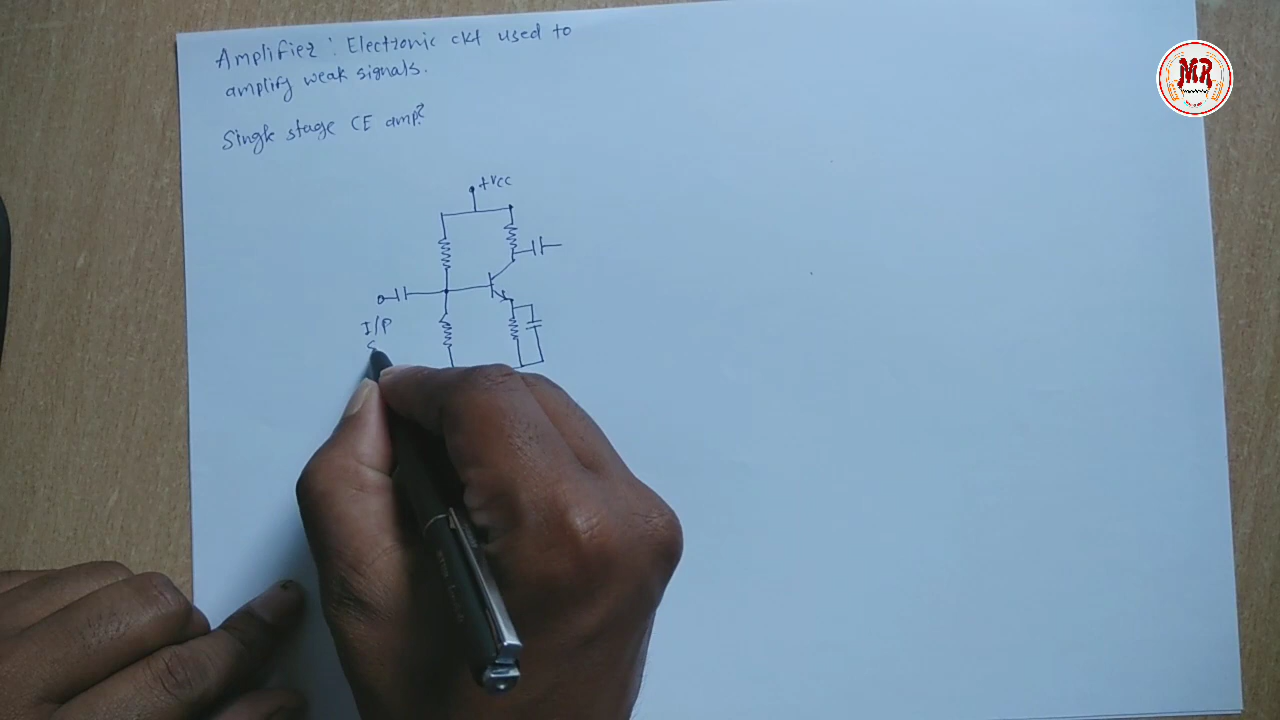 Amplifier : Electronic ckt used to
amplify weak signals.
Single stage CE ampr
+VCC
I/P
S
MR